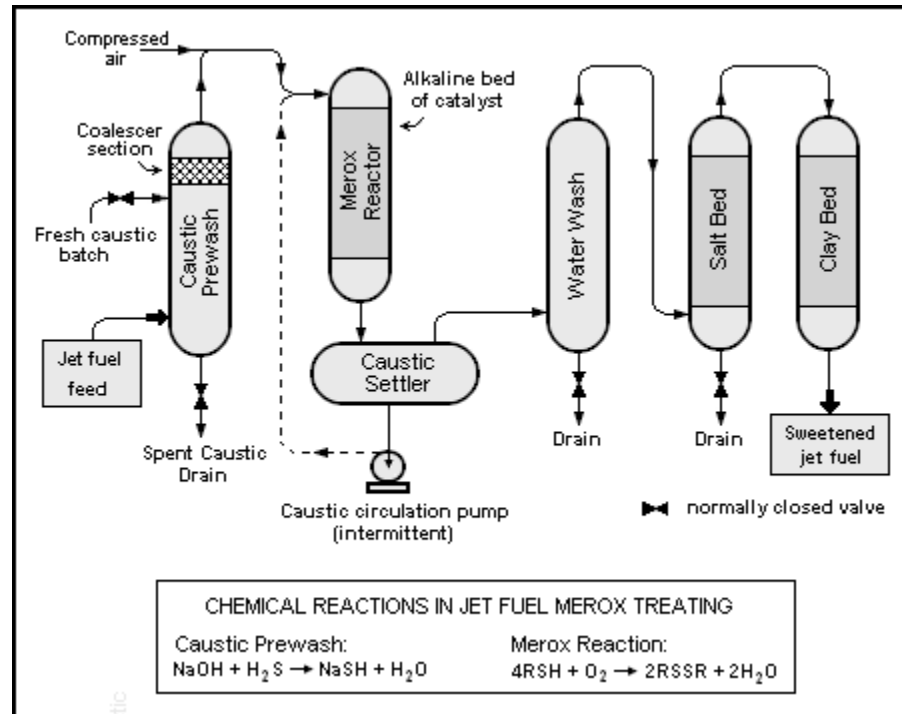 Compressed
air
Alkaline bed
of catalyst
Coalescer
section
Fresh caustic
batch
Caustic
Prewash
Merox
Reactor
Water Wash
Salt Bed
Clay Bed
Jet fuel
feed
Caustic
Settler
Spent Caustic
Drain
Drain
Drain
Sweetened
jet fuel
Caustic circulation pump
(intermittent)
normally closed valve
CHEMICAL REACTIONS IN JET FUEL MEROX TREATING
Caustic Prewash:
NaOH + H₂S → NaSH + H₂O
Merox Reaction:
4RSH + O₂ → 2RSSR + 2H₂O